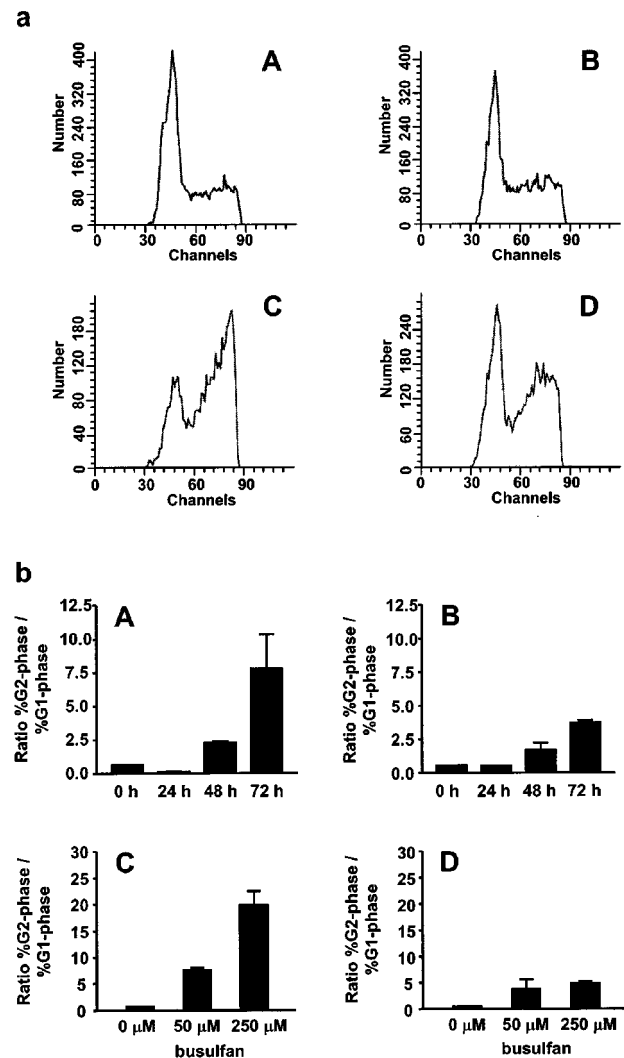 a
A
Number
400
320
240
160
80
0
0 30 60 90
Channels
B
Number
400
320
240
160
80
0
0 30 60 90
Channels
C
Number
180
120
80
40
0
0 30 60 90
Channels
D
Number
240
180
120
60
0
0 30 60 90
Channels
b
A
Ratio %G2-phase /
%G1-phase
12.5
10.0
7.5
5.0
2.5
0.0
0 h 24 h 48 h 72 h
B
Ratio %G2-phase /
%G1-phase
12.5
10.0
7.5
5.0
2.5
0.0
0 h 24 h 48 h 72 h
C
Ratio %G2-phase /
%G1-phase
30
25
20
15
10
5
0
0 µM 50 µM 250 µM
busulfan
D
Ratio %G2-phase /
%G1-phase
30
25
20
15
10
5
0
0 µM 50 µM 250 µM
busulfan